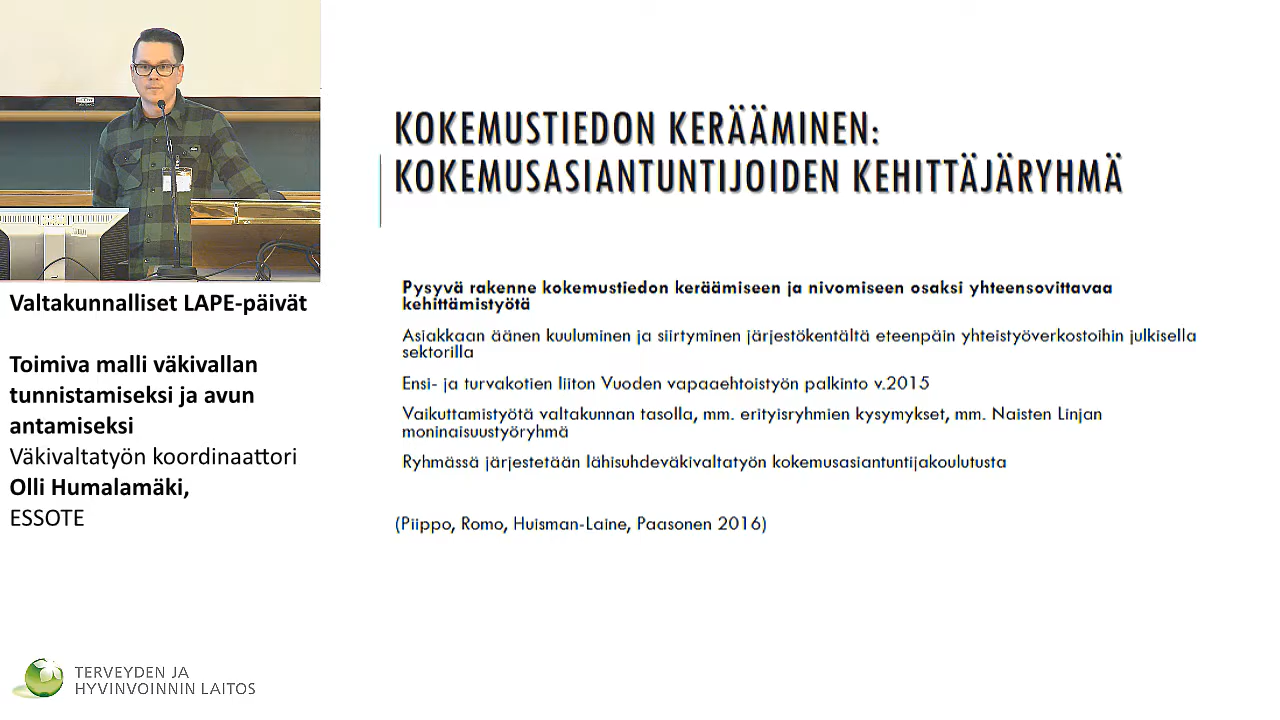 KOKEMUSTIEDON KERÄÄMINEN:
KOKEMUSASIANTUNTIJOIDEN KEHITTÄJÄRYHMÄ
Pysyvä rakenne kokemustiedon keräämiseen ja nivomiseen osaksi yhteensovittavaa
kehittämistyötä
Asiakkaan äänen kuuluminen ja siirtyminen järjestökentältä eteenpäin yhteistyöverkostoihin julkisella
sektorilla
Ensi- ja turvakotien liiton Vuoden vapaaehtoistyön palkinto v.2015
Vaikuttamistyötä valtakunnan tasolla, mm. erityisryhmien kysymykset, mm. Naisten Linjan
moninaisuustyöryhmä
Ryhmässä järjestetään lähisuhdeväkivaltatyön kokemusasiantuntijakoulutusta
(Piippo, Romo, Huisman-Laine, Paasonen 2016)
Valtakunnalliset LAPE-päivät
Toimiva malli väkivallan
tunnistamiseksi ja avun
antamiseksi
Väkivaltatyön koordinaattori
Olli Humalamäki,
ESSOTE
TERVEYDEN JA
HYVINVOINNIN LAITOS